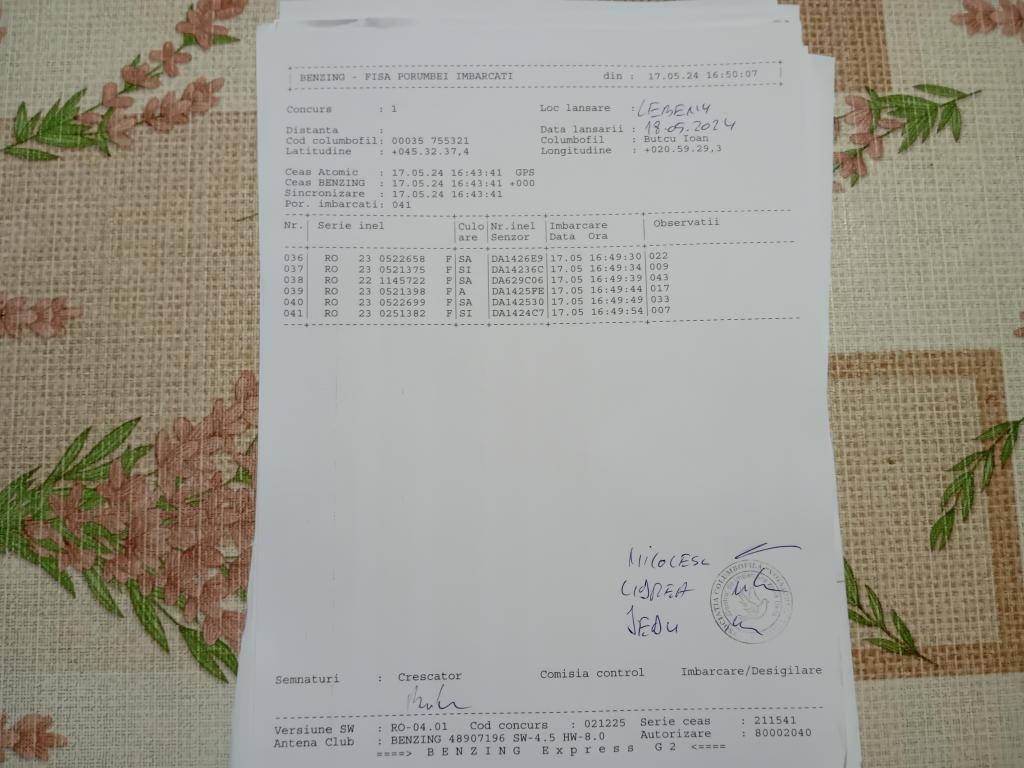 BENZING - FISA PORUMBEI IMBARCATI din : 17.05.24 16:50:07
Concurs : 1 Loc lansare : LEBENY
Distanta : Data lansarii : 18.05.2024
Cod columbofil: 00035 755321 Columbofil : Butcu Ioan
Latitudine : +045.32.37,4 Longitudine : +020.59.29,3
Ceas Atomic : 17.05.24 16:43:41 GPS
Ceas BENZING : 17.05.24 16:43:41 +000
Sincronizare : 17.05.24 16:43:41
Por. imbarcati: 041
Nr. Serie inel Culo Nr.inel Imbarcare Observatii
are Senzor Data Ora
036 RO 23 0522658 F SA DA1426E9 17.05 16:49:30 022
037 RO 23 0521375 F SI DA14236C 17.05 16:49:34 009
038 RO 22 1145722 F SA DA629C06 17.05 16:49:39 043
039 RO 23 0521398 F A DA1425FE 17.05 16:49:44 017
040 RO 23 0522699 F SA DA142530 17.05 16:49:49 033
041 RO 23 0251382 F SI DA1424C7 17.05 16:49:54 007
Semnaturi : Crescator Comisia control Imbarcare/Desigilare
Versiune SW : RO-04.01 Cod concurs : 021225 Serie ceas : 211541
Antena Club : BENZING 48907196 SW-4.5 HW-8.0 Autorizare : 80002040
====> BENZING Express G2 <====